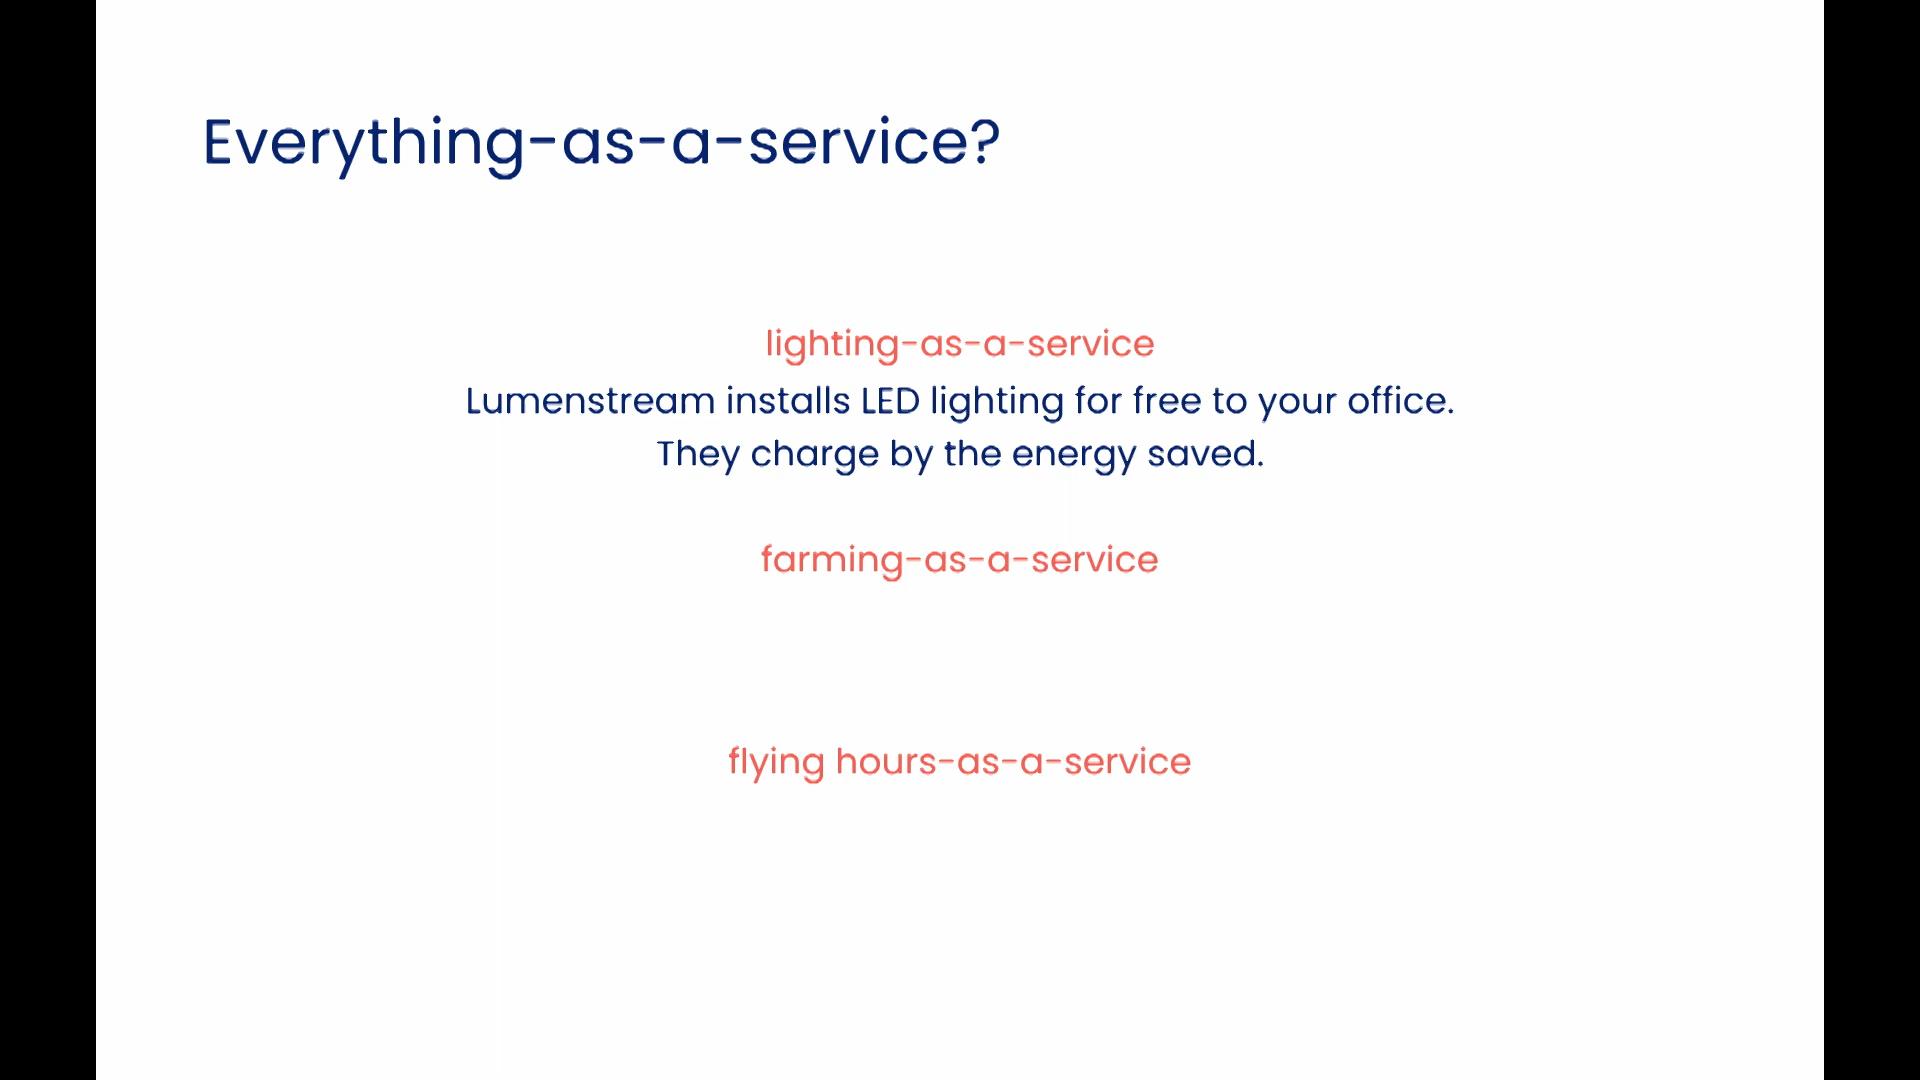 Everything-as-a-service?
lighting-as-a-service
Lumenstream installs LED lighting for free to your office.
They charge by the energy saved.
farming-as-a-service
flying hours-as-a-service